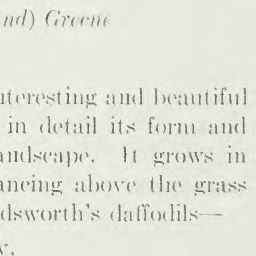 nd) Greene
nteresting and beautiful
in detail its form and
andscape. It grows in
ancing above the grass
dsworth's daffodils—
y.